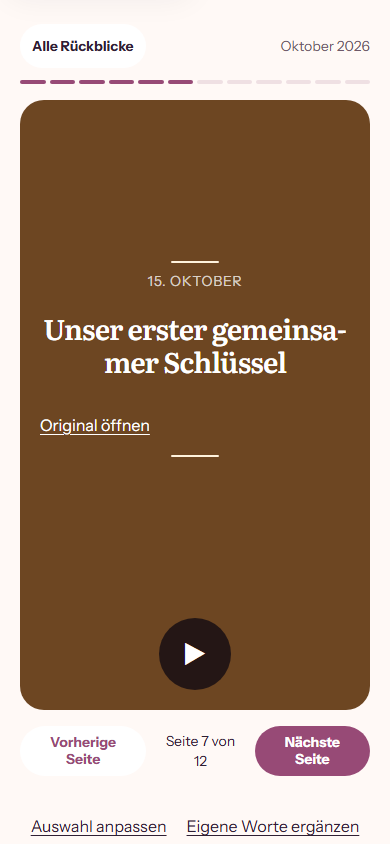 Alle Rückblicke
Oktober 2026
15. OKTOBER
Unser erster gemeinsa-
mer Schlüssel
Original öffnen
Vorherige
Seite
Seite 7 von
12
Nächste
Seite
Auswahl anpassen
Eigene Worte ergänzen